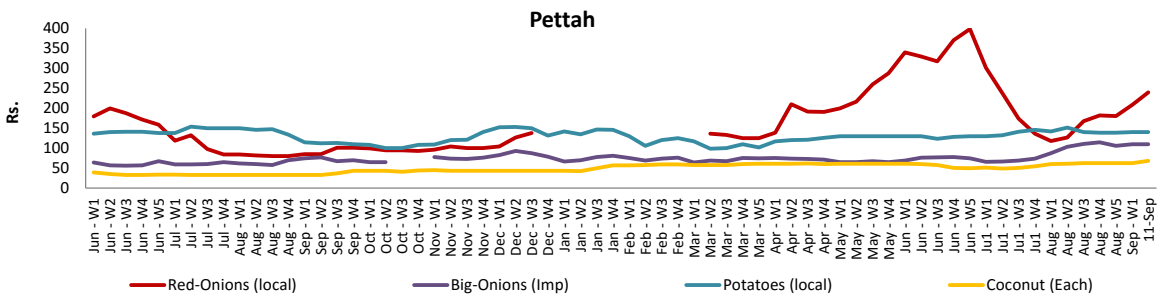 Pettah
400
350
300
250
200
150
100
50
0
Rs.
Jun - W1
Jun - W2
Jun - W3
Jun - W4
Jun - W5
Jul - W1
Jul - W2
Jul - W3
Jul - W4
Aug - W1
Aug - W2
Aug - W3
Aug - W4
Sep - W1
Sep - W2
Sep - W3
Sep - W4
Oct - W1
Oct - W2
Oct - W3
Oct - W4
Nov - W1
Nov - W2
Nov - W3
Nov - W4
Dec - W1
Dec - W2
Dec - W3
Dec - W4
Jan - W1
Jan - W2
Jan - W3
Jan - W4
Feb - W1
Feb - W2
Feb - W3
Feb - W4
Mar - W1
Mar - W2
Mar - W3
Mar - W4
Mar - W5
Apr - W1
Apr - W2
Apr - W3
Apr - W4
May - W1
May - W2
May - W3
May - W4
Jun - W1
Jun - W2
Jun - W3
Jun - W4
Jun - W5
Ju1 - W1
Ju1 - W2
Ju1 - W3
Ju1 - W4
Aug - W1
Aug - W2
Aug - W3
Aug - W4
Aug - W5
Sep - W1
11-Sep
Red-Onions (local) Big-Onions (Imp) Potatoes (local) Coconut (Each)